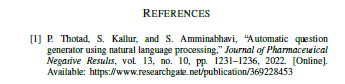 REFERENCES
[1] P. Thotad, S. Kallur, and S. Amminabhavi, “Automatic question
generator using natural language processing,” Journal of Pharmaceutical
Negative Results, vol. 13, no. 10, pp. 1231–1236, 2022. [Online].
Available: https://www.researchgate.net/publication/369228453